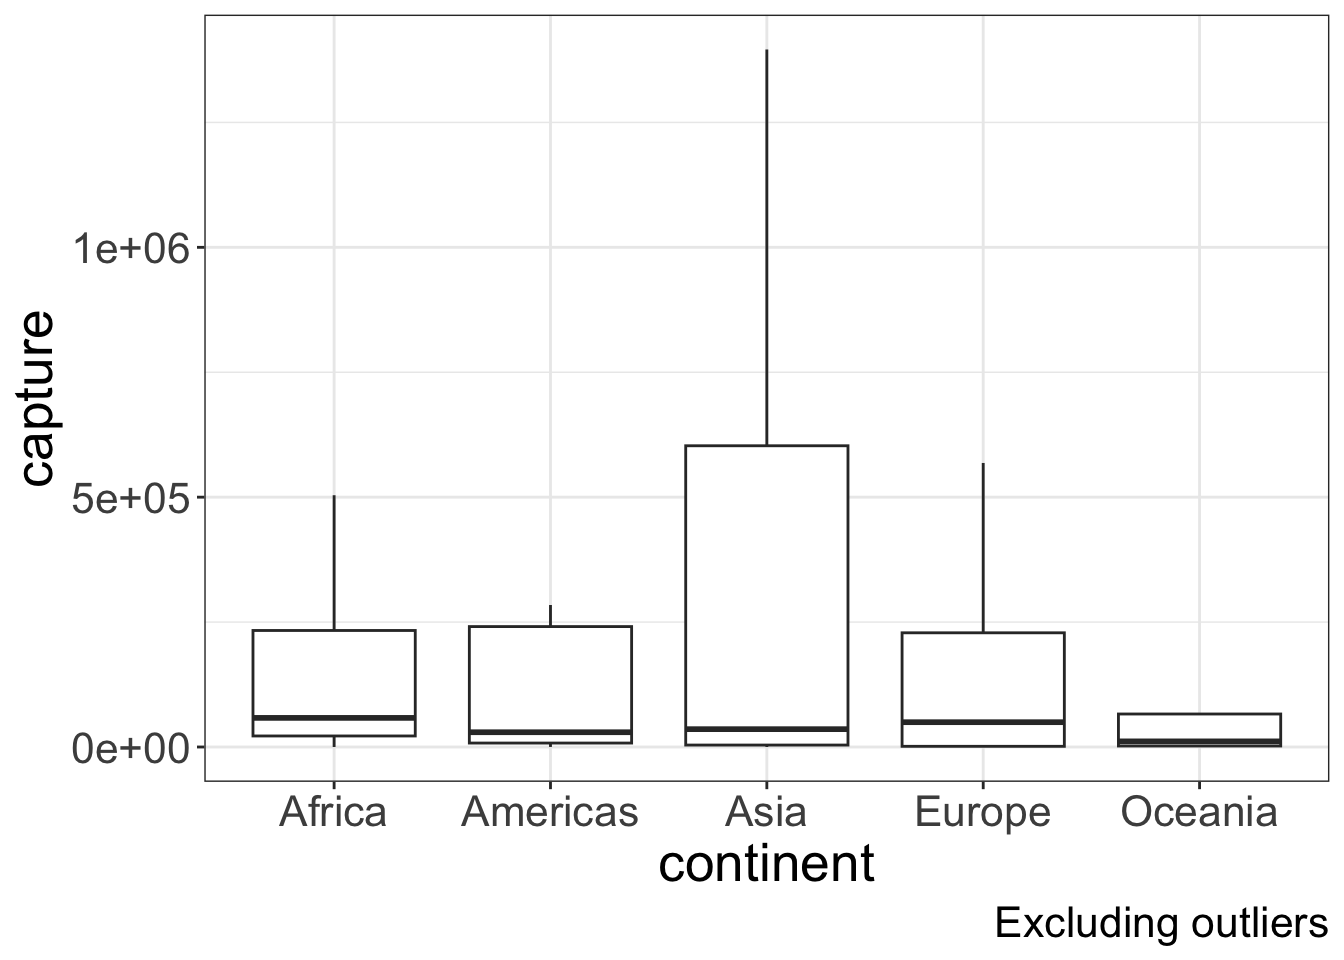 capture
1e+06
5e+05
0e+00
Africa Americas Asia Europe Oceania
continent
Excluding outliers